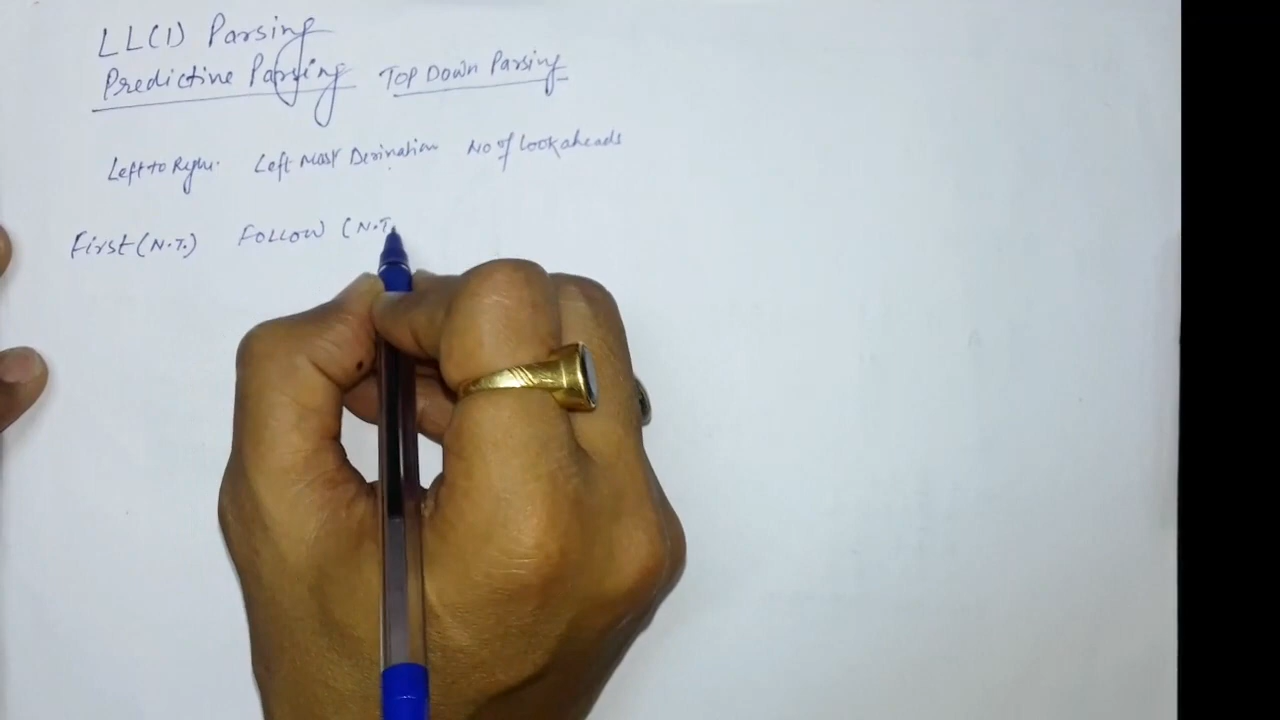 LL(1) Parsing
Predictive Parsing TOP DOWN Parsing
Left to Right. Left Most Derivation No of Lookaheads
First (N.T.) FOLLOW (N.T.